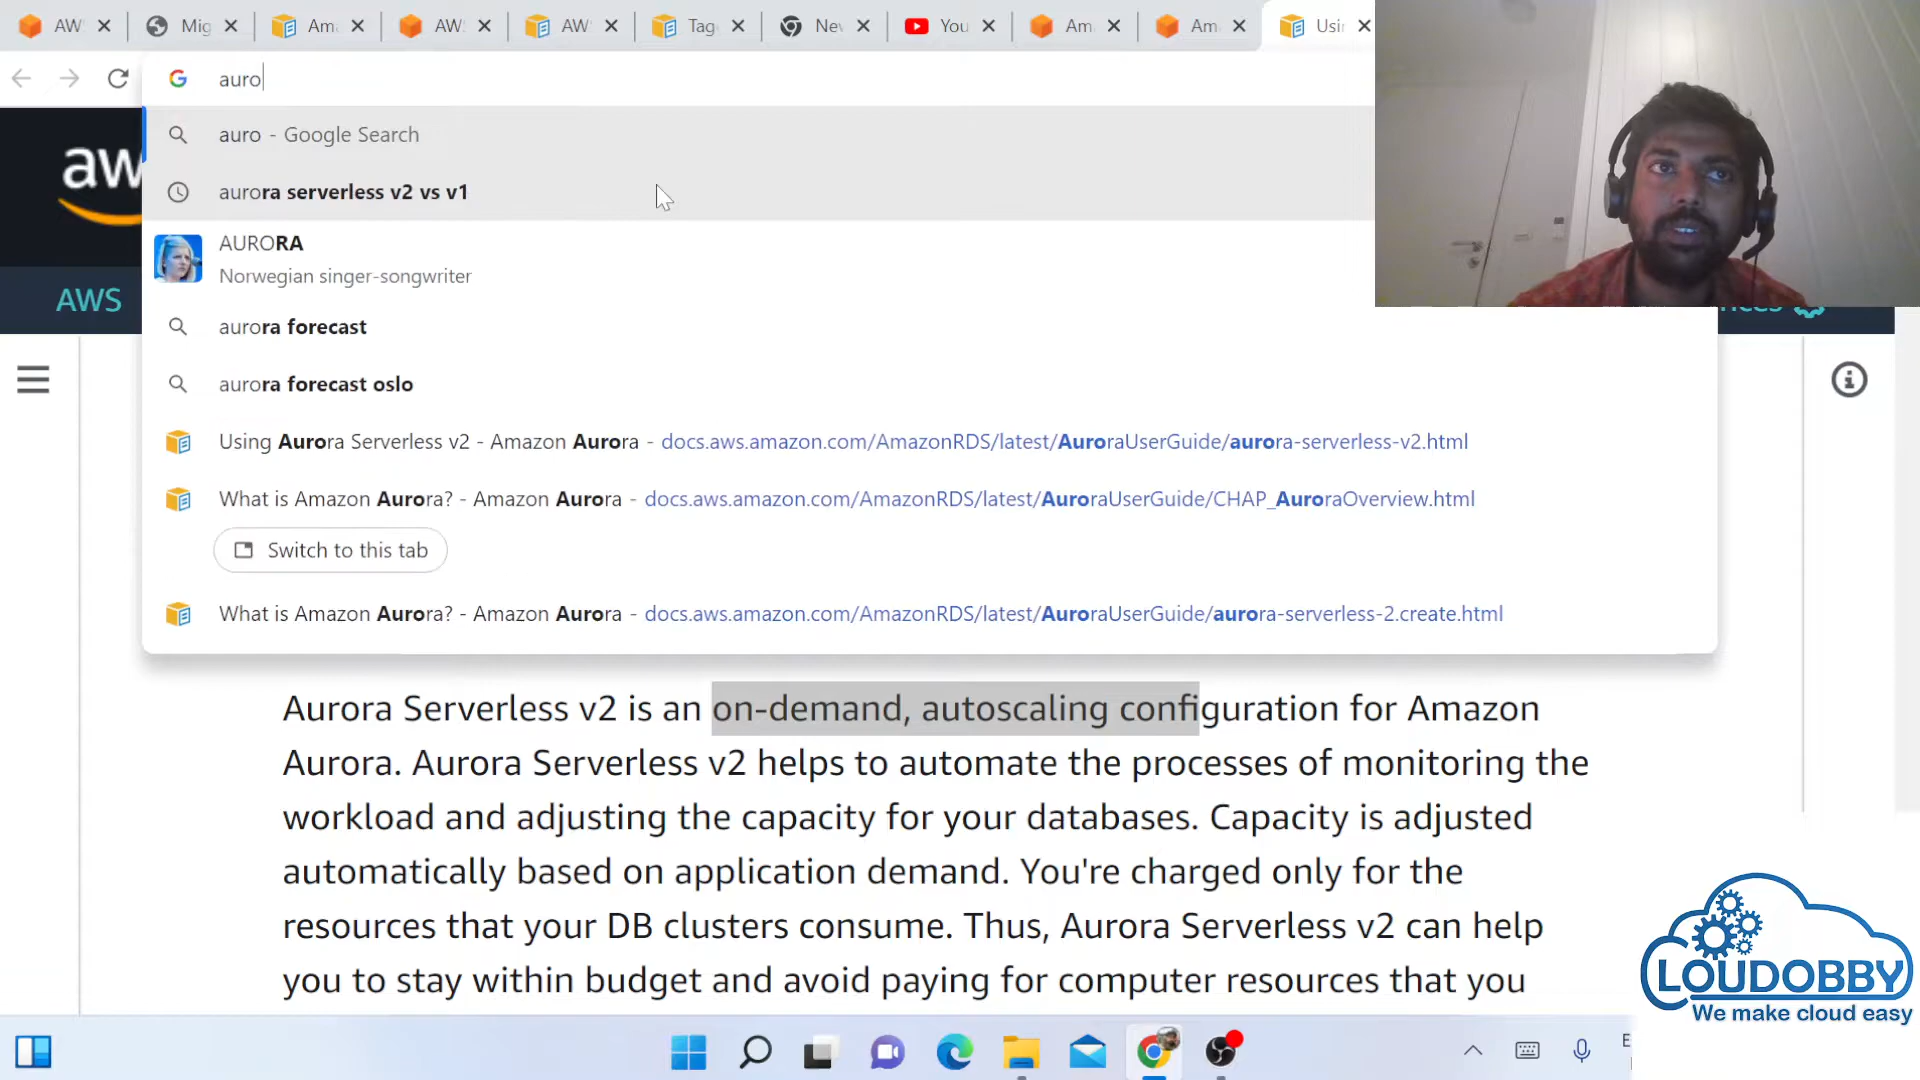 AW
Mig
Am
AW
AW
Tag
Nev
You
Am
Am
Usin
auro
auro - Google Search
aurora serverless v2 vs v1
AURORA
Norwegian singer-songwriter
aurora forecast
aurora forecast oslo
Using Aurora Serverless v2 - Amazon Aurora - docs.aws.amazon.com/AmazonRDS/latest/AuroraUserGuide/aurora-serverless-v2.html
What is Amazon Aurora? - Amazon Aurora - docs.aws.amazon.com/AmazonRDS/latest/AuroraUserGuide/CHAP_AuroraOverview.html
Switch to this tab
What is Amazon Aurora? - Amazon Aurora - docs.aws.amazon.com/AmazonRDS/latest/AuroraUserGuide/aurora-serverless-2.create.html
aw
AWS
Aurora Serverless v2 is an on-demand, autoscaling configuration for Amazon
Aurora. Aurora Serverless v2 helps to automate the processes of monitoring the
workload and adjusting the capacity for your databases. Capacity is adjusted
automatically based on application demand. You're charged only for the
resources that your DB clusters consume. Thus, Aurora Serverless v2 can help
you to stay within budget and avoid paying for computer resources that you
LOUDOBBY
We make cloud easy